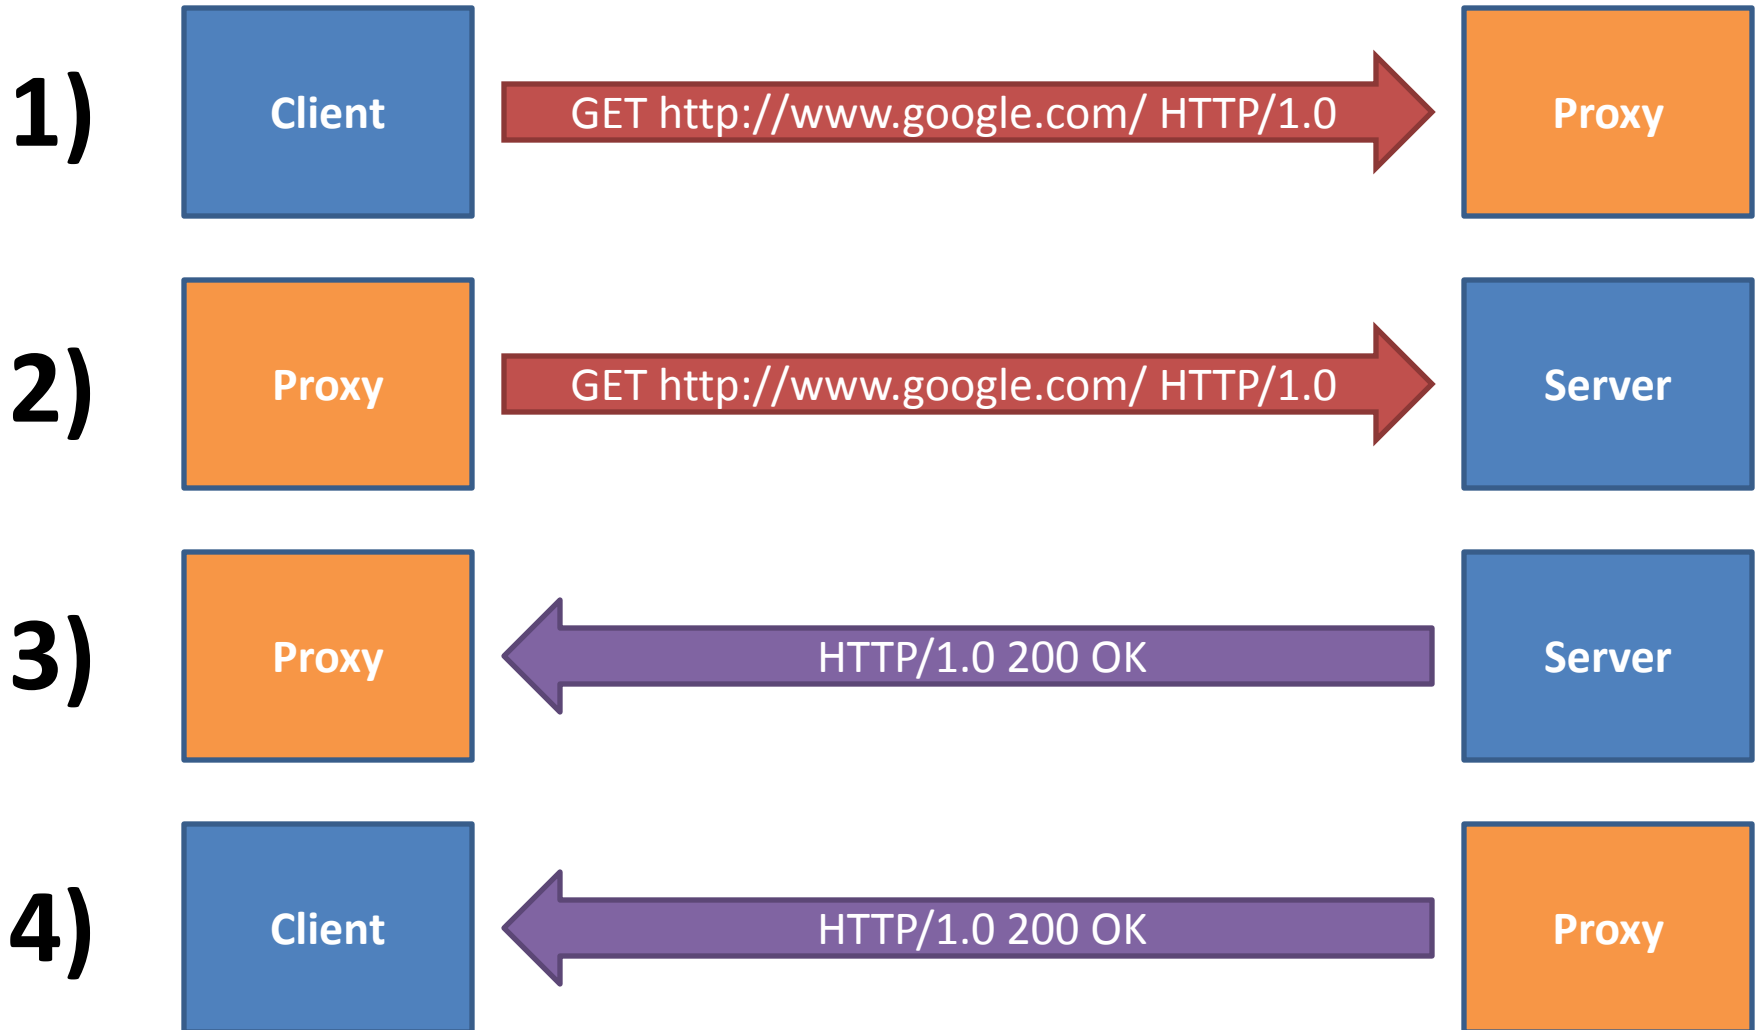 1)
Client
GET http://www.google.com/ HTTP/1.0
Proxy
2)
Proxy
GET http://www.google.com/ HTTP/1.0
Server
3)
Proxy
HTTP/1.0 200 OK
Server
4)
Client
HTTP/1.0 200 OK
Proxy